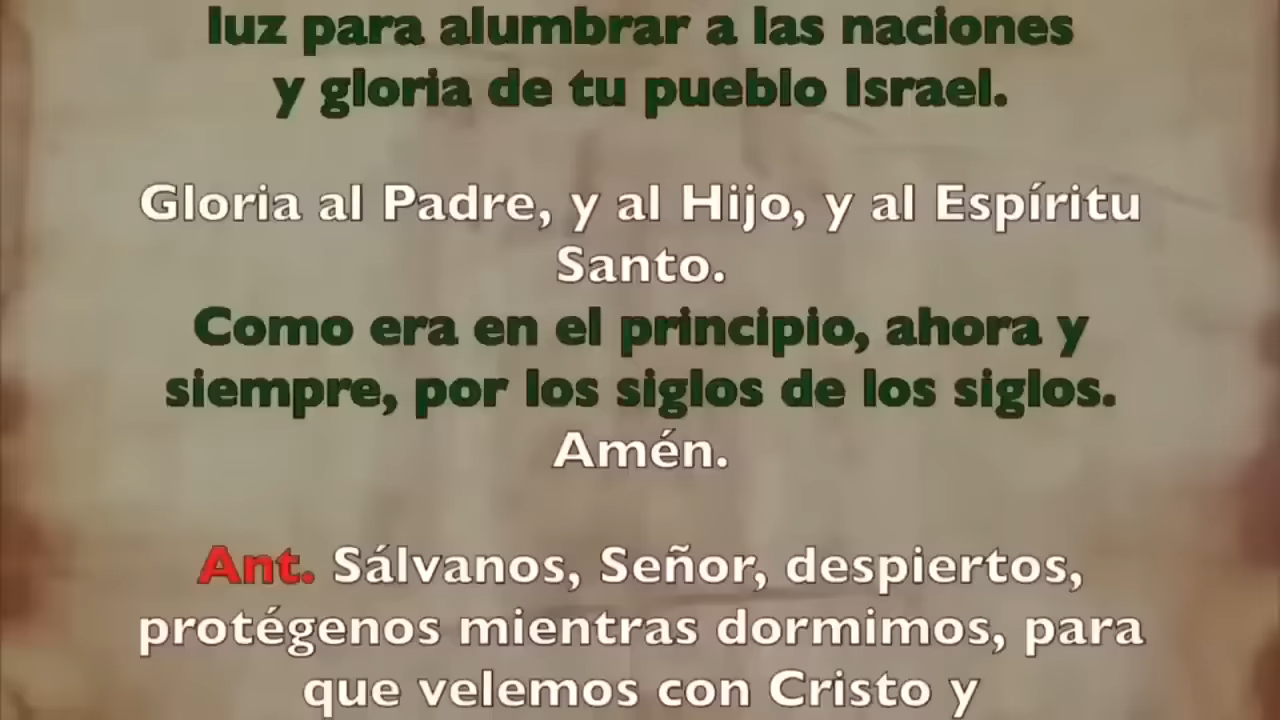 luz para alumbrar a las naciones
y gloria de tu pueblo Israel.
Gloria al Padre, y al Hijo, y al Espíritu
Santo.
Como era en el principio, ahora y
siempre, por los siglos de los siglos.
Amén.
Ant. Sálvanos, Señor, despiertos,
protégenos mientras dormimos, para
que velemos con Cristo y